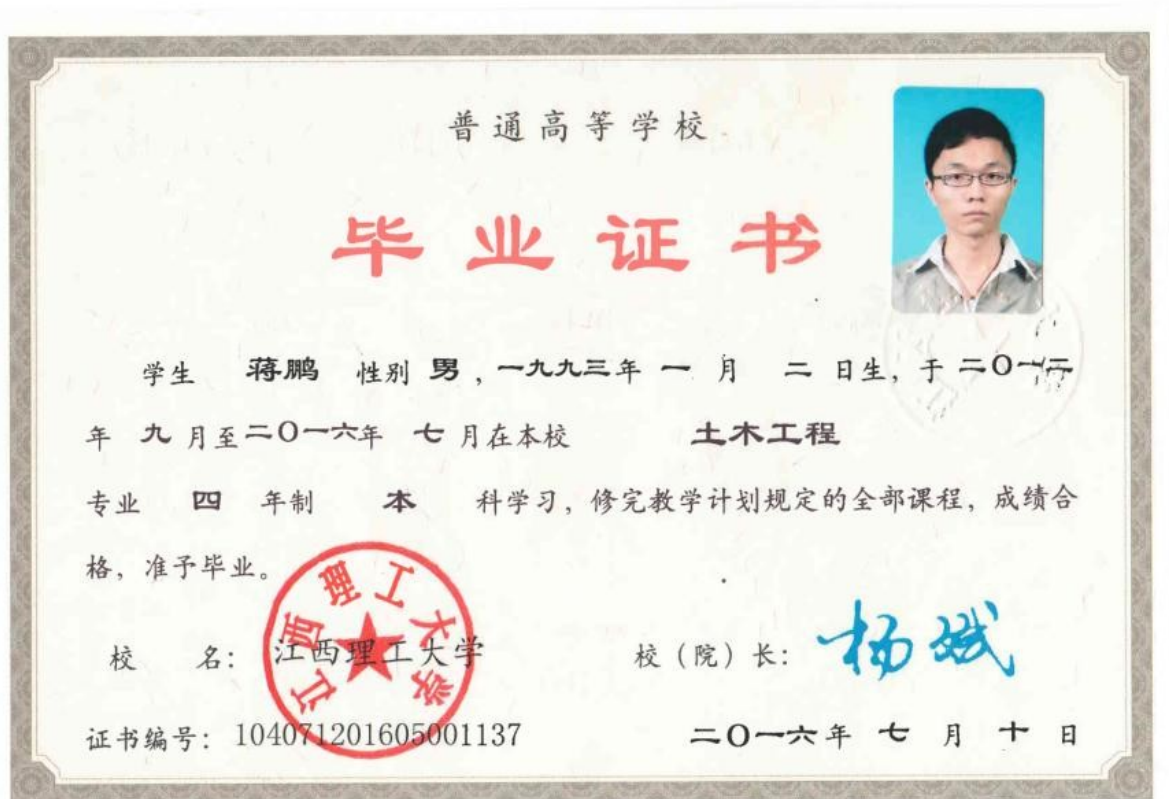 普通高等学校
毕业证书
学生 蒋鹏 性别 男，一九九三年 一 月 二 日生，于 二〇一二
年 九 月至二〇一六年 七 月在本校 土木工程
专业 四 年制 本 科学习，修完教学计划规定的全部课程，成绩合
格，准予毕业。
江西理工大学
校 名：江西理工大学 校（院）长：杨斌
证书编号：104071201605001137 二〇一六年 七 月 十 日